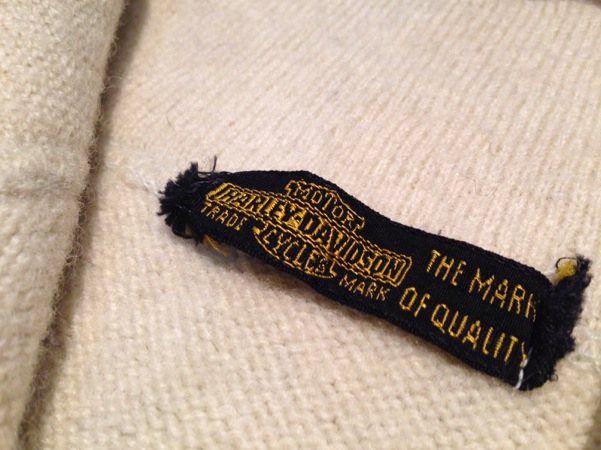 MOTOR
HARLEY-DAVIDSON
TRADE CYCLES MARK
THE MARK
OF QUALITY